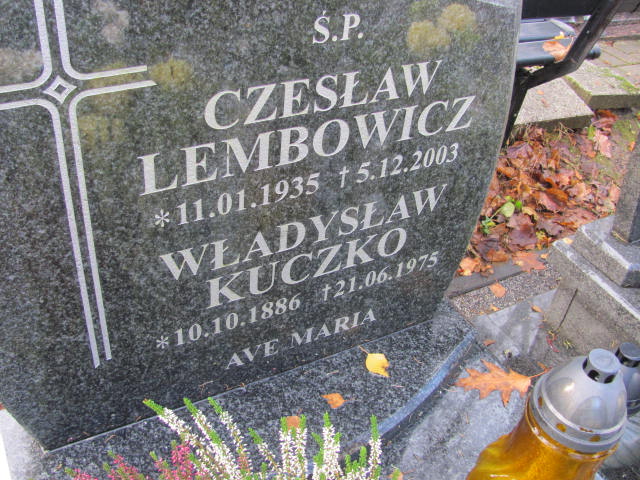 Ś.P.
CZESŁAW
LEMBOWICZ
*11.01.1935 †5.12.2003
WŁADYSŁAW
KUCZKO
*10.10.1886 †21.06.1975
AVE MARIA